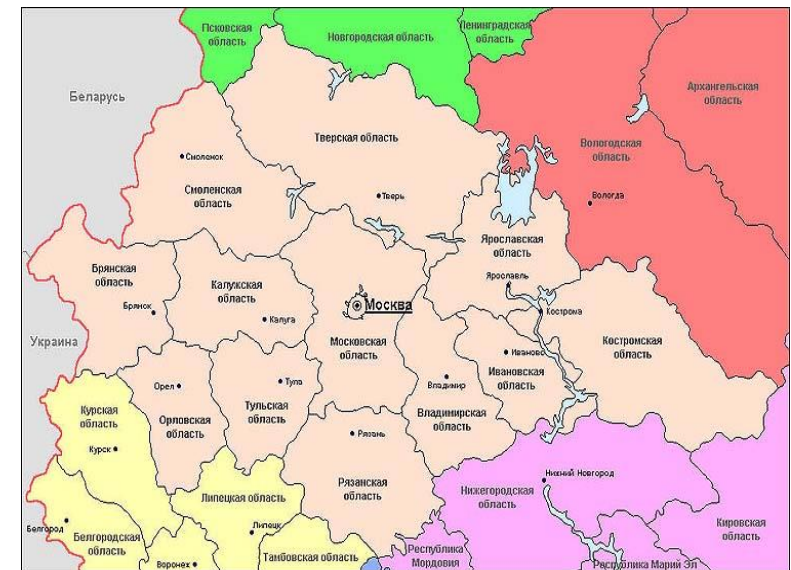 Псковская
область
Новгородская область
Ленинградская
область
Беларусь
Архангельская
область
Тверская область
Вологодская
область
Смоленск
Смоленская
область
Тверь
Вологда
Ярославская
область
Брянская
область
Калужская
область
Ярославль
Брянск
Калуга
Москва
Кострома
Украина
Московская
область
Костромская
область
Иваново
Ивановская
область
Орел
Тула
Владимир
Курская
область
Орловская
область
Тульская
область
Владимирская
область
Курск
Рязань
Рязанская
область
Нижний Новгород
Липецкая область
Нижегородская
область
Белгород
Белгородская
область
Липецк
Кировская
область
Воронеж
Тамбовская область
Республика
Мордовия
Республика Марий Эл